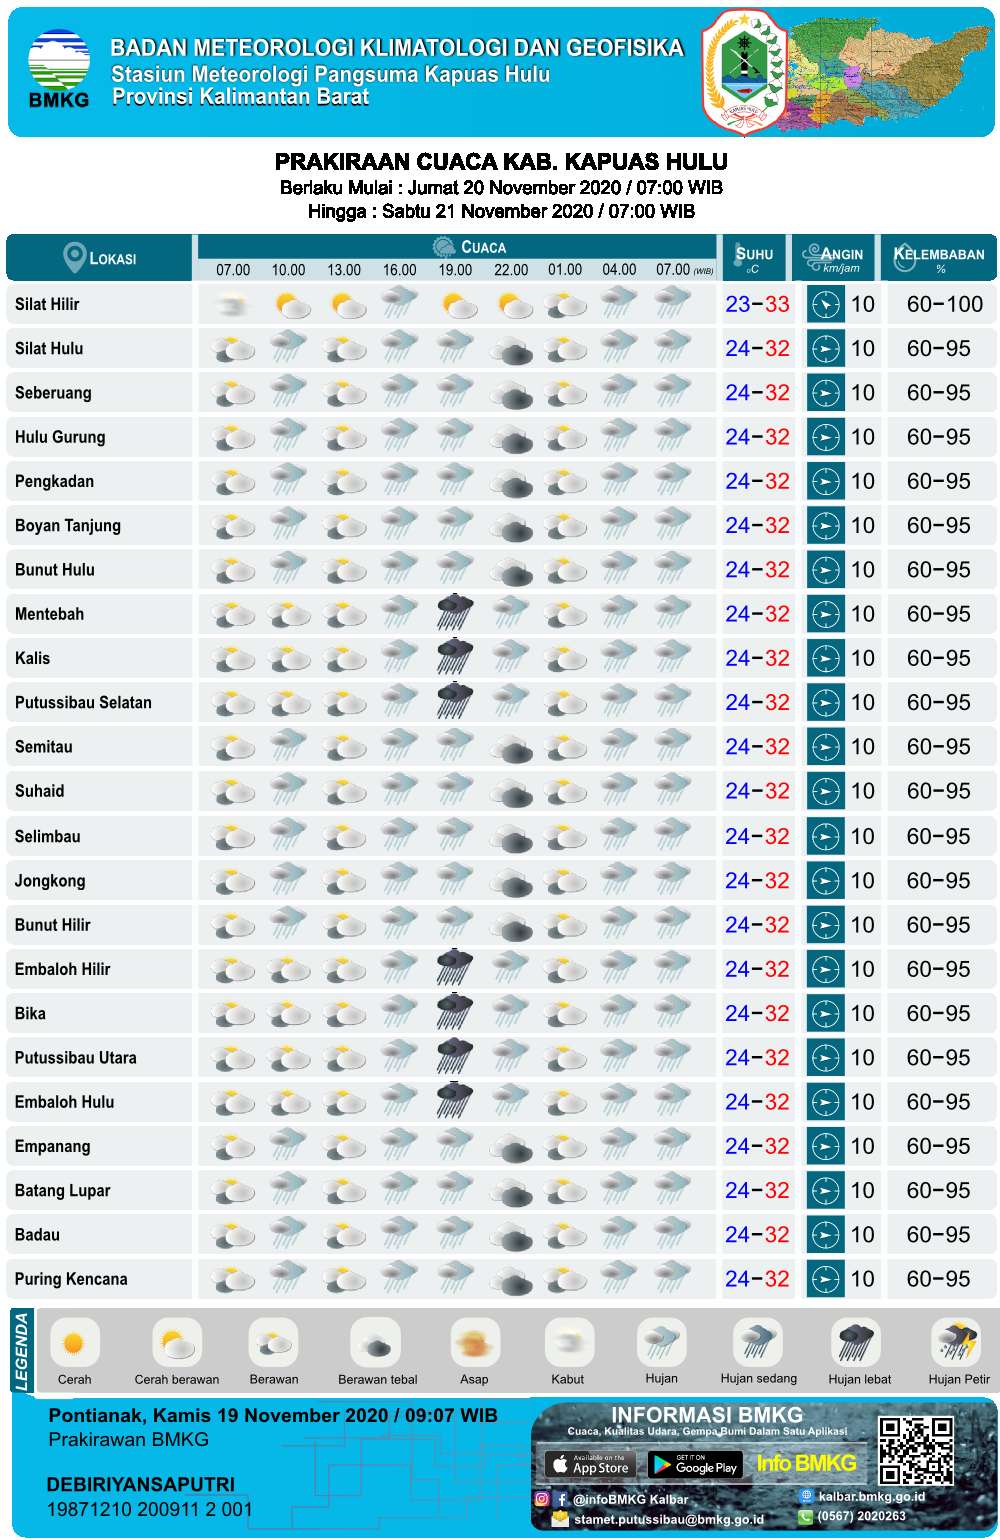 BMKG
BADAN METEOROLOGI KLIMATOLOGI DAN GEOFISIKA
Stasiun Meteorologi Pangsuma Kapuas Hulu
Provinsi Kalimantan Barat
KAPUAS HULU
PRAKIRAAN CUACA KAB. KAPUAS HULU
Berlaku Mulai : Jumat 20 November 2020 / 07:00 WIB
Hingga : Sabtu 21 November 2020 / 07:00 WIB
LOKASI CUACA SUHU ANGIN KELEMBABAN
07.00 10.00 13.00 16.00 19.00 22.00 01.00 04.00 07.00 (WIB) °C km/jam %
Silat Hilir 23-33 10 60-100
Silat Hulu 24-32 10 60-95
Seberuang 24-32 10 60-95
Hulu Gurung 24-32 10 60-95
Pengkadan 24-32 10 60-95
Boyan Tanjung 24-32 10 60-95
Bunut Hulu 24-32 10 60-95
Mentebah 24-32 10 60-95
Kalis 24-32 10 60-95
Putussibau Selatan 24-32 10 60-95
Semitau 24-32 10 60-95
Suhaid 24-32 10 60-95
Selimbau 24-32 10 60-95
Jongkong 24-32 10 60-95
Bunut Hilir 24-32 10 60-95
Embaloh Hilir 24-32 10 60-95
Bika 24-32 10 60-95
Putussibau Utara 24-32 10 60-95
Embaloh Hulu 24-32 10 60-95
Empanang 24-32 10 60-95
Batang Lupar 24-32 10 60-95
Badau 24-32 10 60-95
Puring Kencana 24-32 10 60-95
LEGENDA
Cerah Cerah berawan Berawan Berawan tebal Asap Kabut Hujan Hujan sedang Hujan lebat Hujan Petir
Pontianak, Kamis 19 November 2020 / 09:07 WIB
Prakirawan BMKG
DEBIRIYANSAPUTRI
19871210 200911 2 001
INFORMASI BMKG
Cuaca, Kualitas Udara, Gempa Bumi Dalam Satu Aplikasi
Available on the App Store
GET IT ON Google Play
Info BMKG
@infoBMKG Kalbar
kalbar.bmkg.go.id
stamet.putussibau@bmkg.go.id
(0567) 2020263